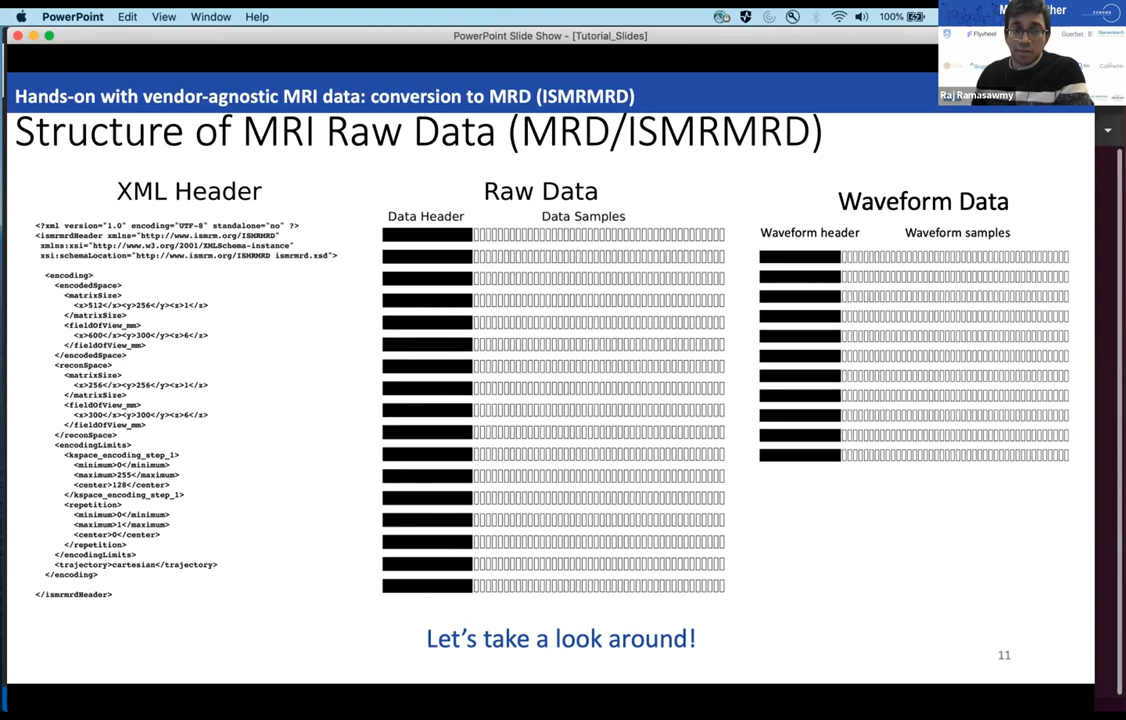 PowerPoint Edit View Window Help
100%
PowerPoint Slide Show - [Tutorial_Slides]
Flywheel
Guerbet
Raj Ramasawmy
Hands-on with vendor-agnostic MRI data: conversion to MRD (ISMRMRD)
Structure of MRI Raw Data (MRD/ISMRMRD)
XML Header
<?xml version="1.0" encoding="UTF-8" standalone="no" ?>
<ismrmrdHeader xmlns="http://www.ismrm.org/ISMRMRD"
xmlns:xsi="http://www.w3.org/2001/XMLSchema-instance"
xsi:schemaLocation="http://www.ismrm.org/ISMRMRD ismrmrd.xsd">
<encoding>
<encodedSpace>
<matrixSize>
<x>512</x><y>256</y><z>1</z>
</matrixSize>
<fieldOfView_mm>
<x>600</x><y>300</y><z>6</z>
</fieldOfView_mm>
</encodedSpace>
<reconSpace>
<matrixSize>
<x>256</x><y>256</y><z>1</z>
</matrixSize>
<fieldOfView_mm>
<x>300</x><y>300</y><z>6</z>
</fieldOfView_mm>
</reconSpace>
<encodingLimits>
<kspace_encoding_step_1>
<minimum>0</minimum>
<maximum>255</maximum>
<center>128</center>
</kspace_encoding_step_1>
<repetition>
<minimum>0</minimum>
<maximum>1</maximum>
<center>0</center>
</repetition>
</encodingLimits>
<trajectory>cartesian</trajectory>
</encoding>
</ismrmrdHeader>
Raw Data
Data Header Data Samples
Waveform Data
Waveform header Waveform samples
Let's take a look around!
11